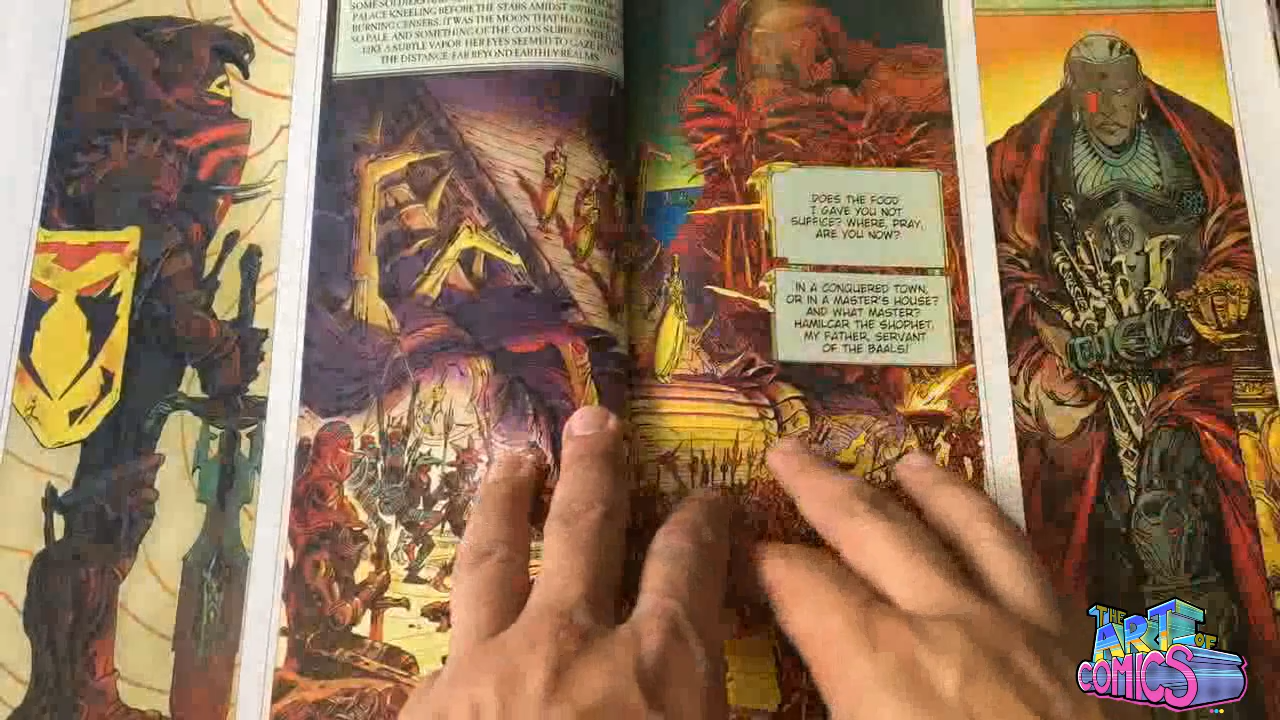 PALACE KNEELING BEFORE THE STARS AMIDST
BURNING CENSERS. IT WAS THE MOON THAT HAD MADE
SO PALE AND SOMETHING OF THE GODS
LIKE A SUBTLE VAPOR. HER EYES SEEMED TO GAZE
THE DISTANCE, FAR BEYOND EARTHLY REALMS.
DOES THE FOOD
I GAVE YOU NOT
SUFFICE? WHERE, PRAY,
ARE YOU NOW?
IN A CONQUERED TOWN,
OR IN A MASTER'S HOUSE?
AND WHAT MASTER?
HAMILCAR THE SHOPHET,
MY FATHER, SERVANT
OF THE BAALS!
THE
ART OF
COMICS